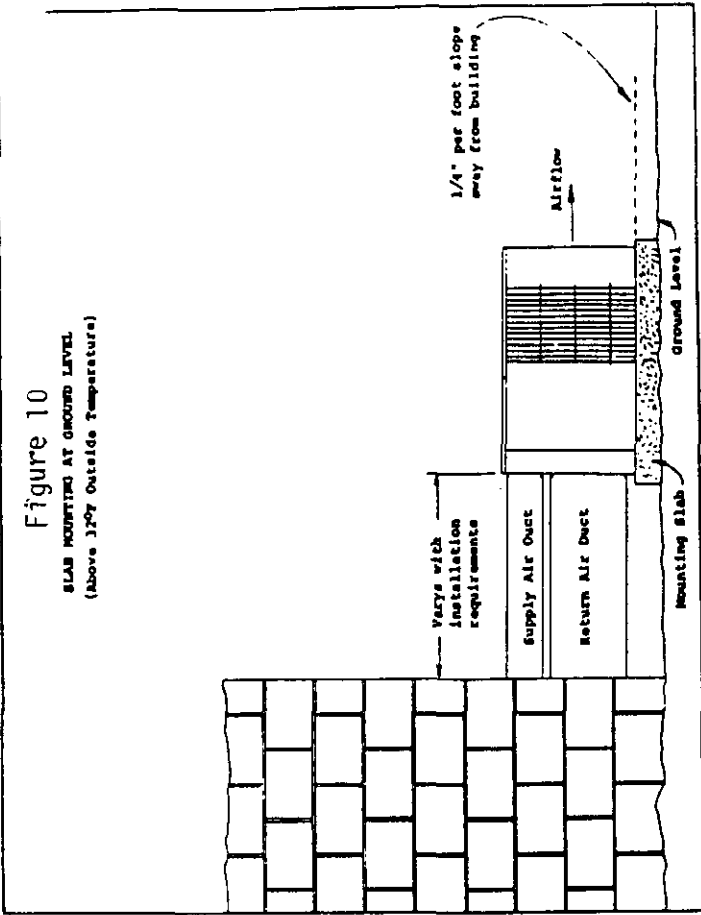 Figure 10
SLAB MOUNTING AT GROUND LEVEL
(Above 32°F Outside Temperature)
1/4" per foot slope
away from building
Airflow
Varys with
installation
requirements
Supply Air Duct
Return Air Duct
Mounting Slab
Ground Level